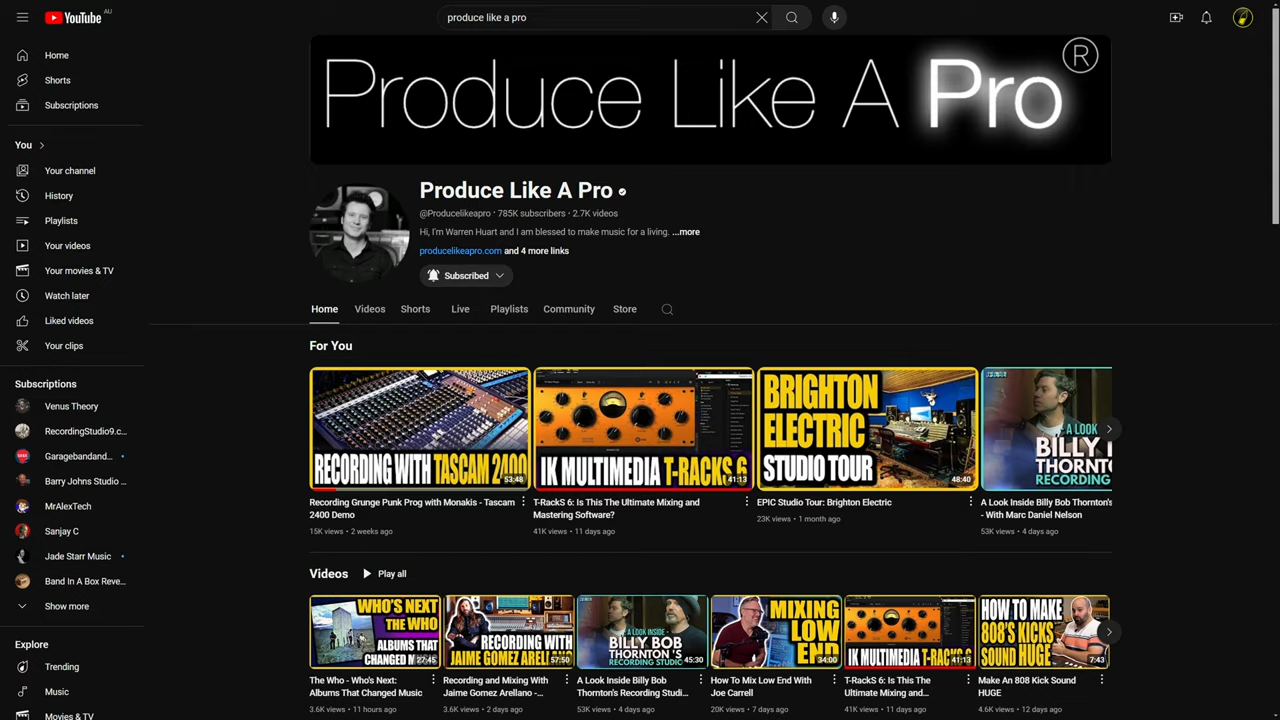 YouTube AU
produce like a pro
Home
Shorts
Subscriptions
You
Your channel
History
Playlists
Your videos
Your movies & TV
Watch later
Liked videos
Your clips
Subscriptions
Venus Theory
RecordingStudio9.c...
Garagebandand...
Barry Johns Studio ...
MrAlexTech
Sanjay C
Jade Starr Music
Band In A Box Reve...
Show more
Explore
Trending
Music
Movies & TV
Produce Like A Pro ®
Produce Like A Pro
@Producelikeapro · 785K subscribers · 2.7K videos
Hi, I'm Warren Huart and I am blessed to make music for a living. ...more
producelikeapro.com and 4 more links
Subscribed
Home Videos Shorts Live Playlists Community Store
For You
RECORDING WITH TASCAM 2400
53:48
Recording Grunge Punk Prog with Monakis - Tascam
2400 Demo
15K views · 2 weeks ago
IK MULTIMEDIA T-RACKS 6
41:13
T-RackS 6: Is This The Ultimate Mixing and
Mastering Software?
41K views · 11 days ago
BRIGHTON
ELECTRIC
STUDIO TOUR
48:40
EPIC Studio Tour: Brighton Electric
23K views · 1 month ago
A LOOK
BILLY
THORNT
RECORDING
A Look Inside Billy Bob Thornton's
- With Marc Daniel Nelson
53K views · 4 days ago
Videos Play all
WHO'S NEXT
THE WHO
ALBUMS THAT
CHANGED M
27:45
The Who - Who's Next:
Albums That Changed Music
3.6K views · 11 hours ago
RECORDING WITH
JAIME GOMEZ ARELLANO
57:50
Recording and Mixing With
Jaime Gomez Arellano -...
3.6K views · 2 days ago
A LOOK INSIDE
BILLY BOB
THORNTON'S
RECORDING STUDIO
45:30
A Look Inside Billy Bob
Thornton's Recording Studi...
53K views · 4 days ago
MIXING
LOW
END
34:00
How To Mix Low End With
Joe Carrell
20K views · 7 days ago
IK MULTIMEDIA T-RACKS 6
41:13
T-RackS 6: Is This The
Ultimate Mixing and...
41K views · 11 days ago
HOW TO MAKE
808'S KICKS
SOUND HUGE
7:43
Make An 808 Kick Sound
HUGE
4.6K views · 12 days ago